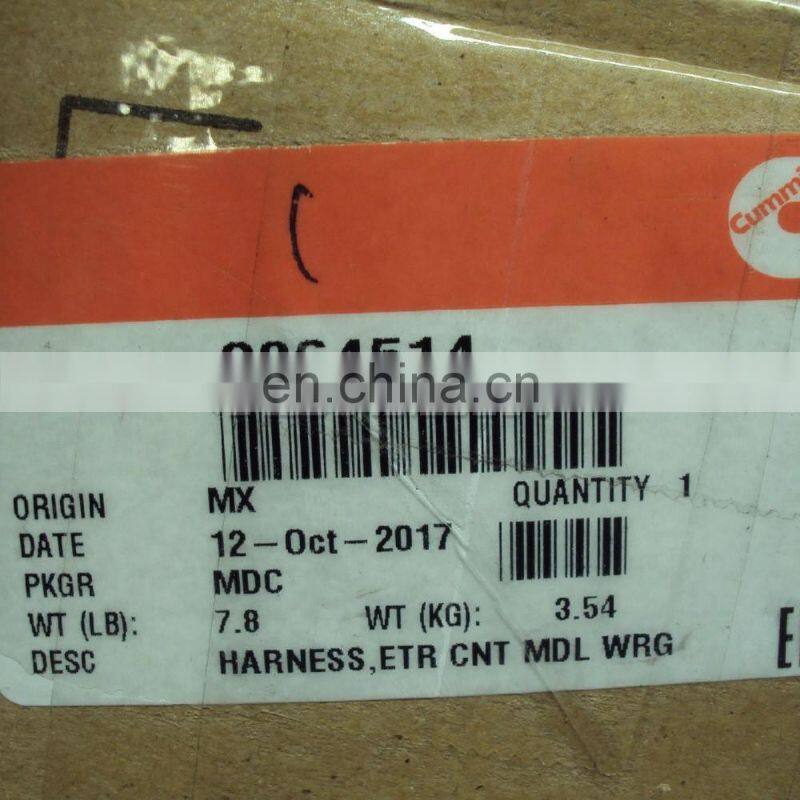 Cummi
en.china.cn
ORIGIN MX QUANTITY 1
DATE 12-Oct-2017
PKGR MDC
WT (LB): 7.8 WT (KG): 3.54
DESC HARNESS,ETR CNT MDL WRG